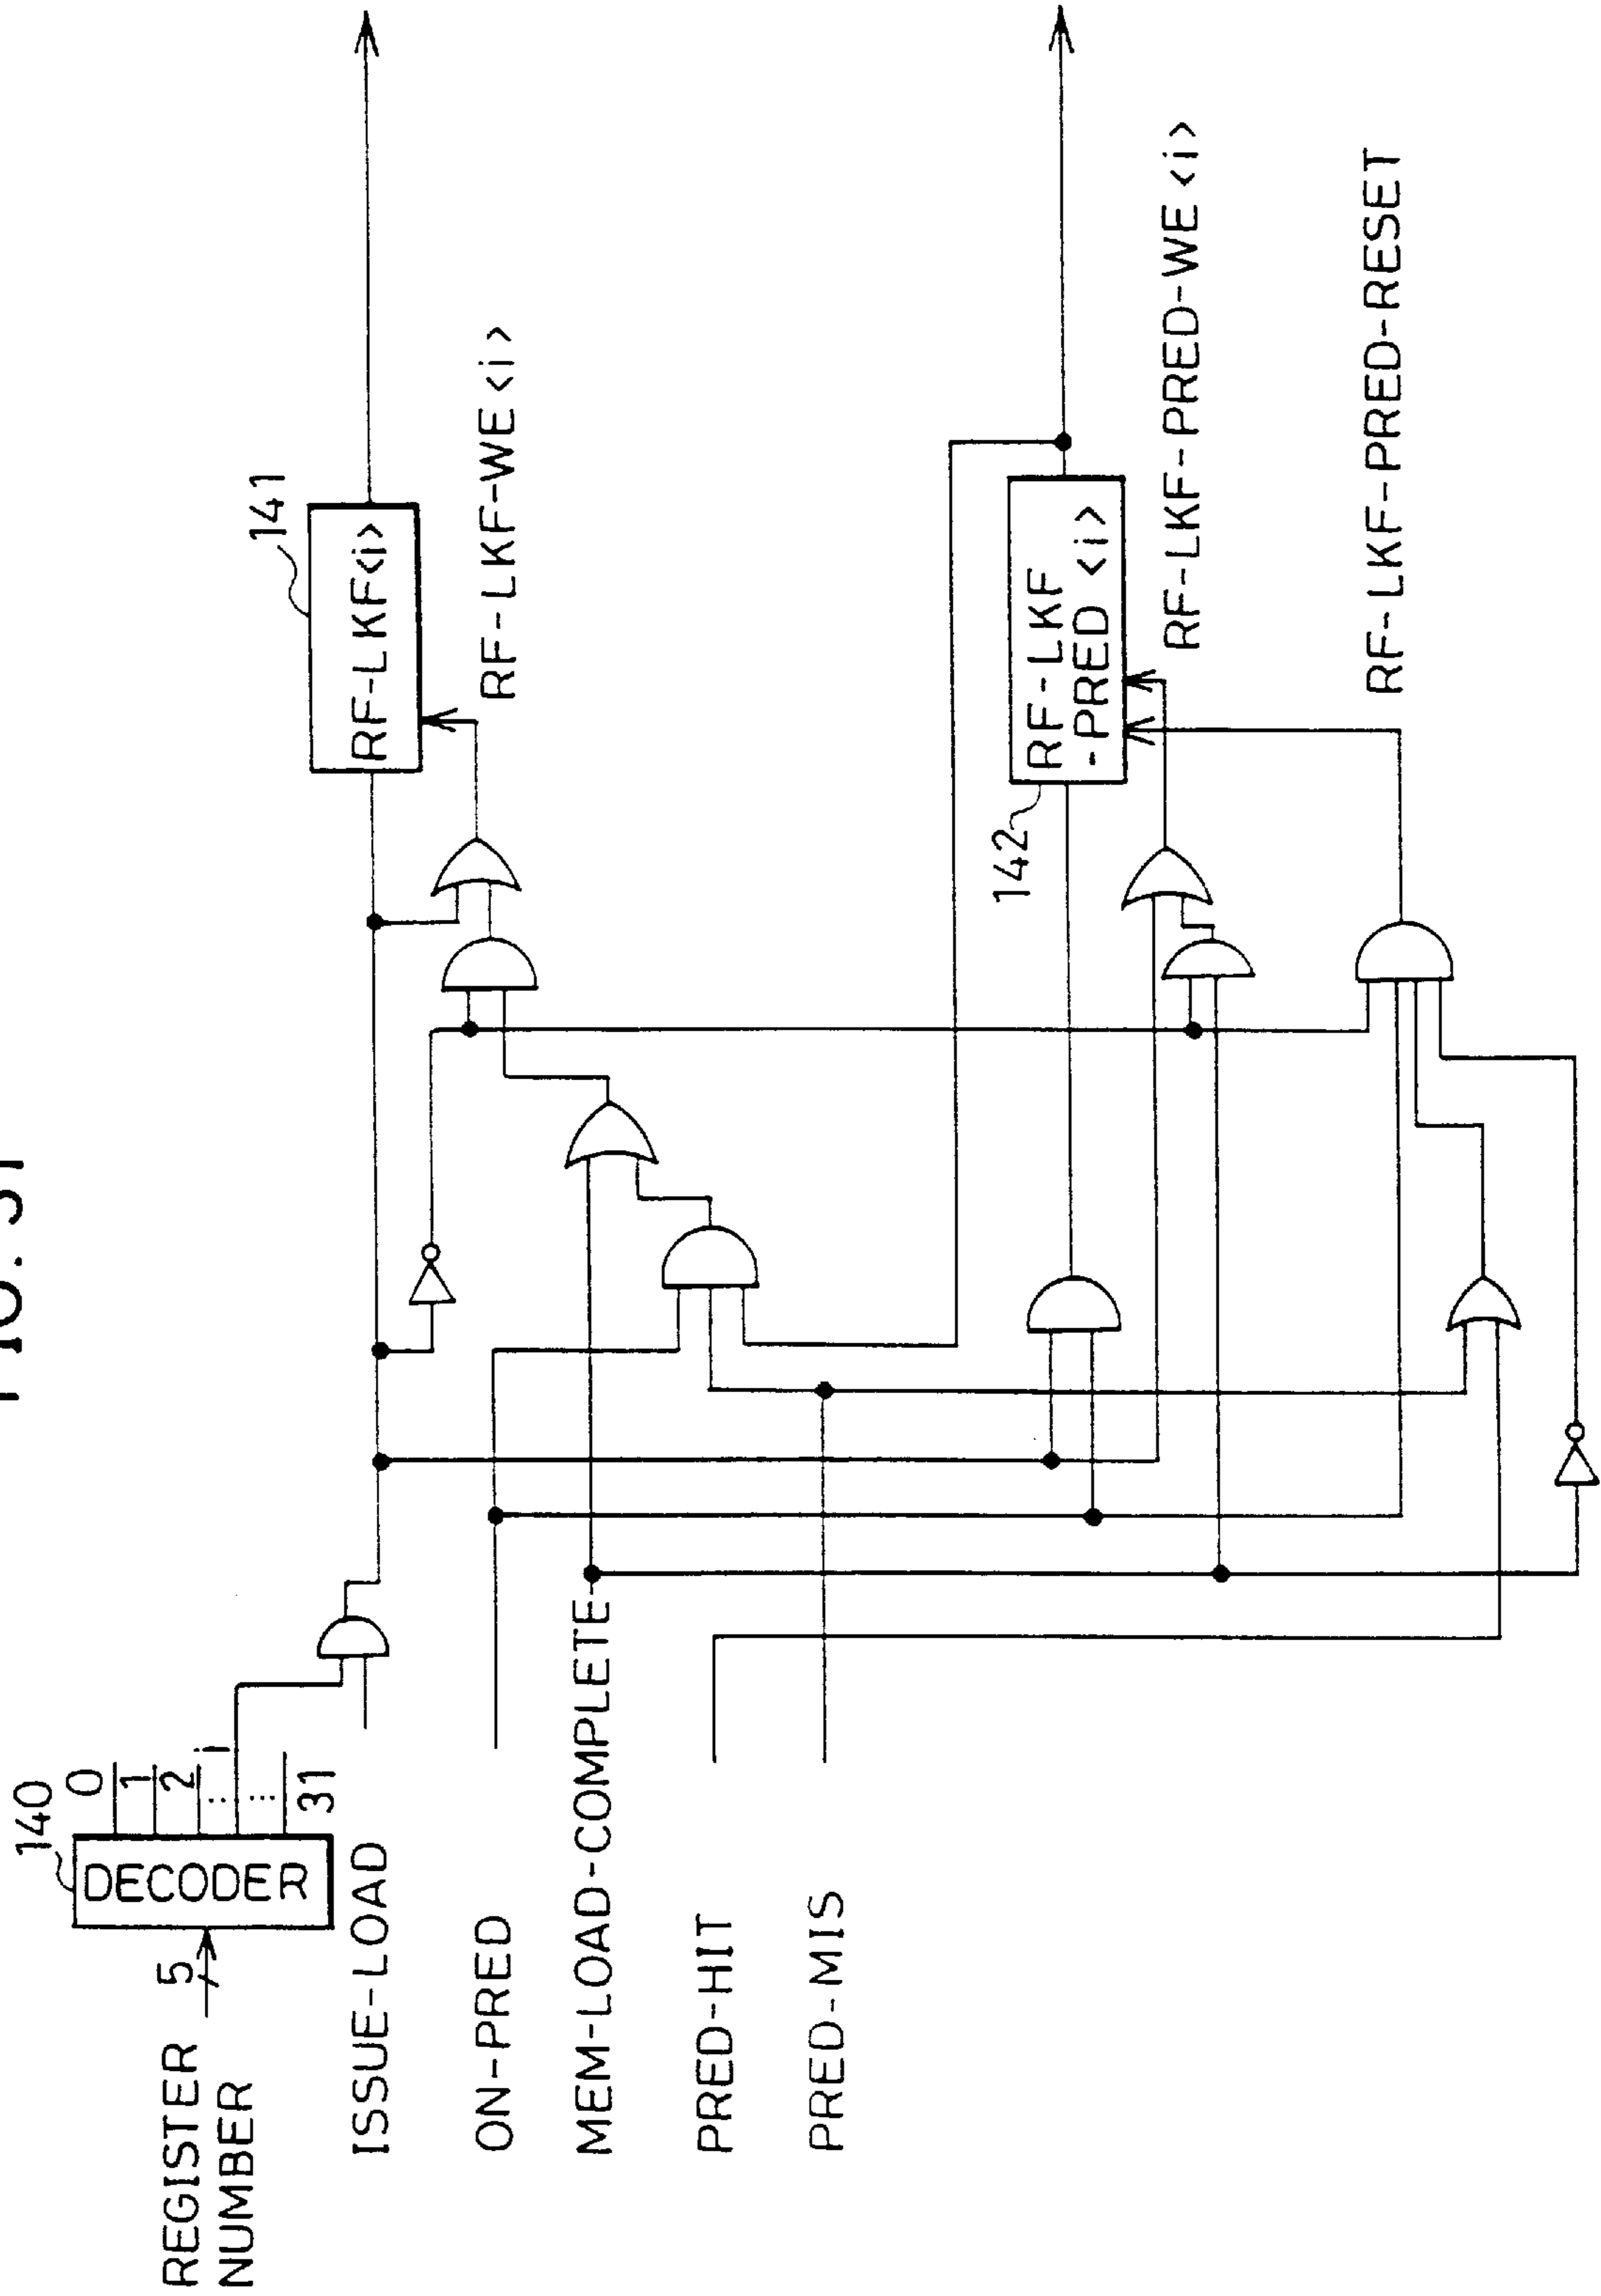 140
DECODER
0
1
2
i
31
REGISTER
NUMBER
5
ISSUE-LOAD
ON-PRED
MEM-LOAD-COMPLETE
PRED-HIT
PRED-MIS
141
RF-LKF<i>
RF-LKF-WE<i>
142
RF-LKF
-PRED <i>
RF-LKF-PRED-WE<i>
RF-LKF-PRED-RESET